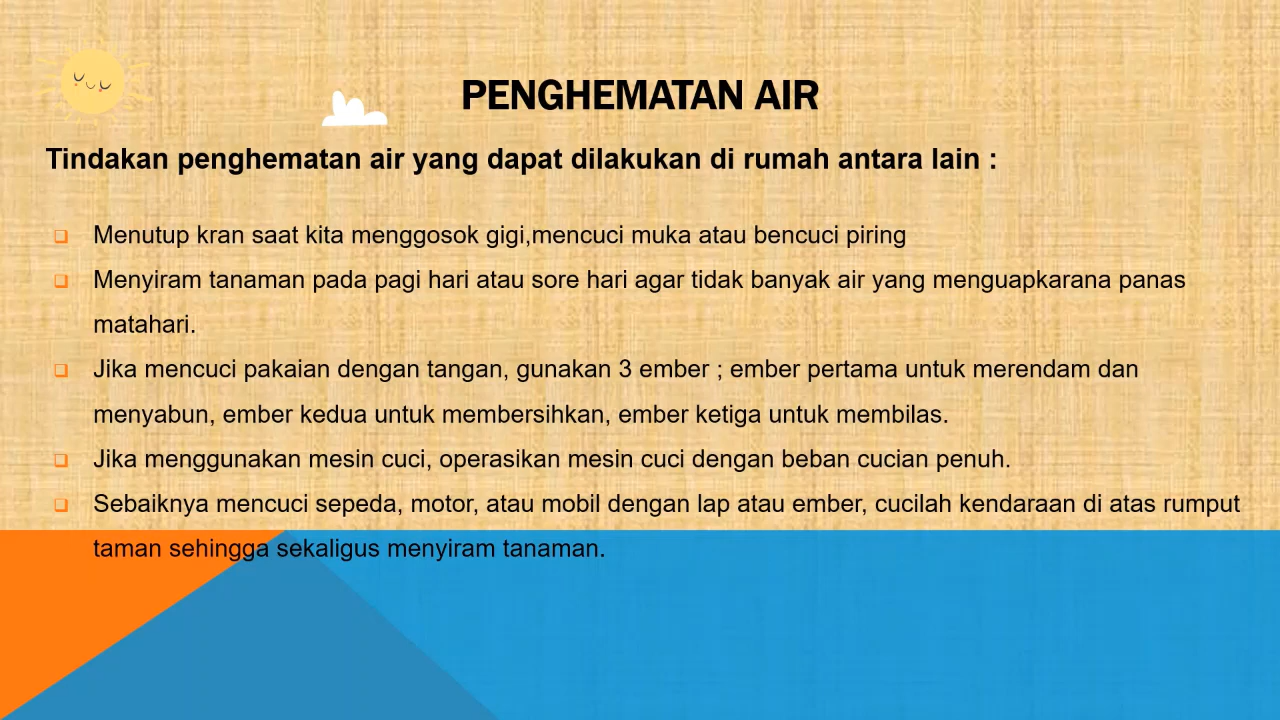 PENGHEMATAN AIR
Tindakan penghematan air yang dapat dilakukan di rumah antara lain :
❑ Menutup kran saat kita menggosok gigi,mencuci muka atau bencuci piring
❑ Menyiram tanaman pada pagi hari atau sore hari agar tidak banyak air yang menguapkarana panas
matahari.
❑ Jika mencuci pakaian dengan tangan, gunakan 3 ember ; ember pertama untuk merendam dan
menyabun, ember kedua untuk membersihkan, ember ketiga untuk membilas.
❑ Jika menggunakan mesin cuci, operasikan mesin cuci dengan beban cucian penuh.
❑ Sebaiknya mencuci sepeda, motor, atau mobil dengan lap atau ember, cucilah kendaraan di atas rumput
taman sehingga sekaligus menyiram tanaman.